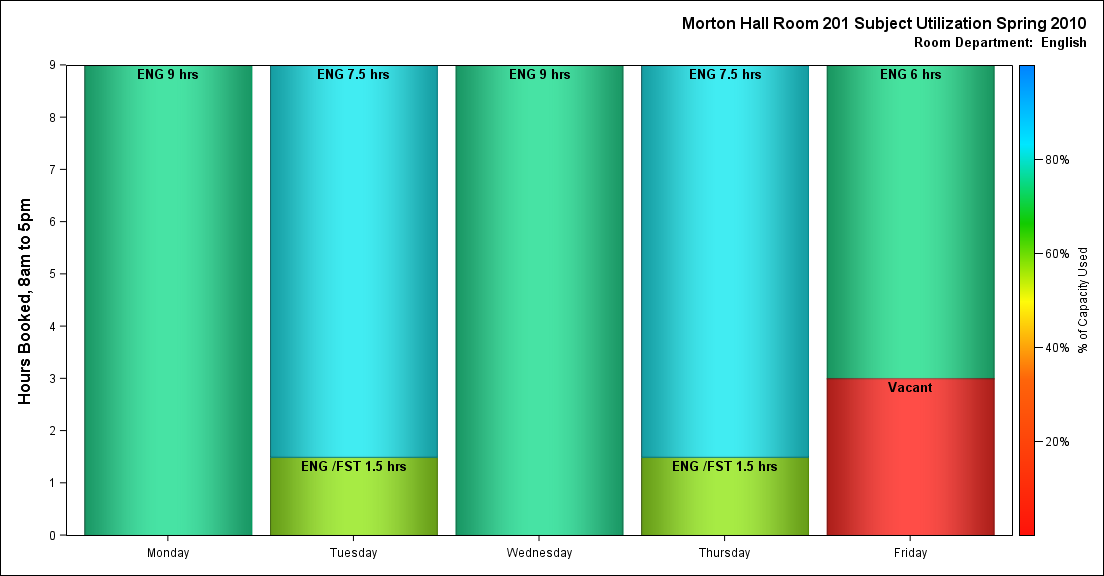 Morton Hall Room 201 Subject Utilization Spring 2010
Room Department: English
Hours Booked, 8am to 5pm
9
8
7
6
5
4
3
2
1
0
ENG 9 hrs
ENG 7.5 hrs
ENG 9 hrs
ENG 7.5 hrs
ENG 6 hrs
Vacant
ENG /FST 1.5 hrs
ENG /FST 1.5 hrs
Monday
Tuesday
Wednesday
Thursday
Friday
80%
60%
40%
20%
% of Capacity Used